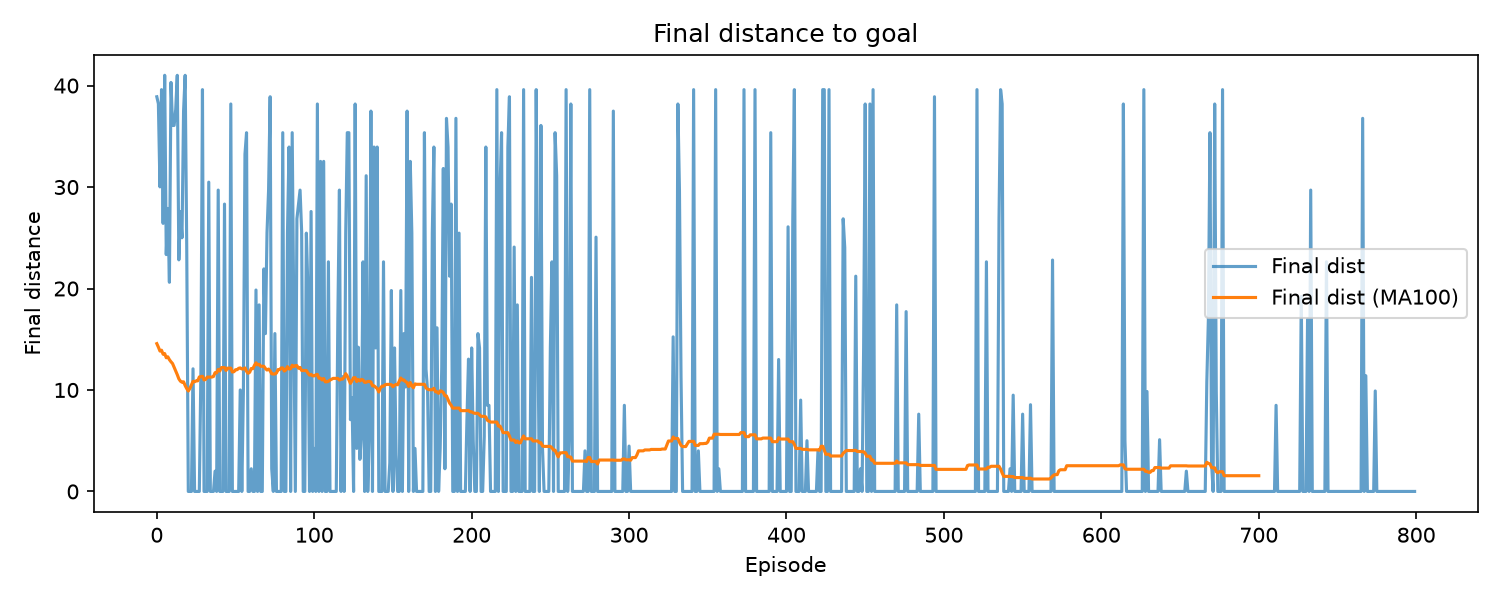 Final distance to goal
Final distance
40
30
20
10
0
Final dist
Final dist (MA100)
0 100 200 300 400 500 600 700 800
Episode